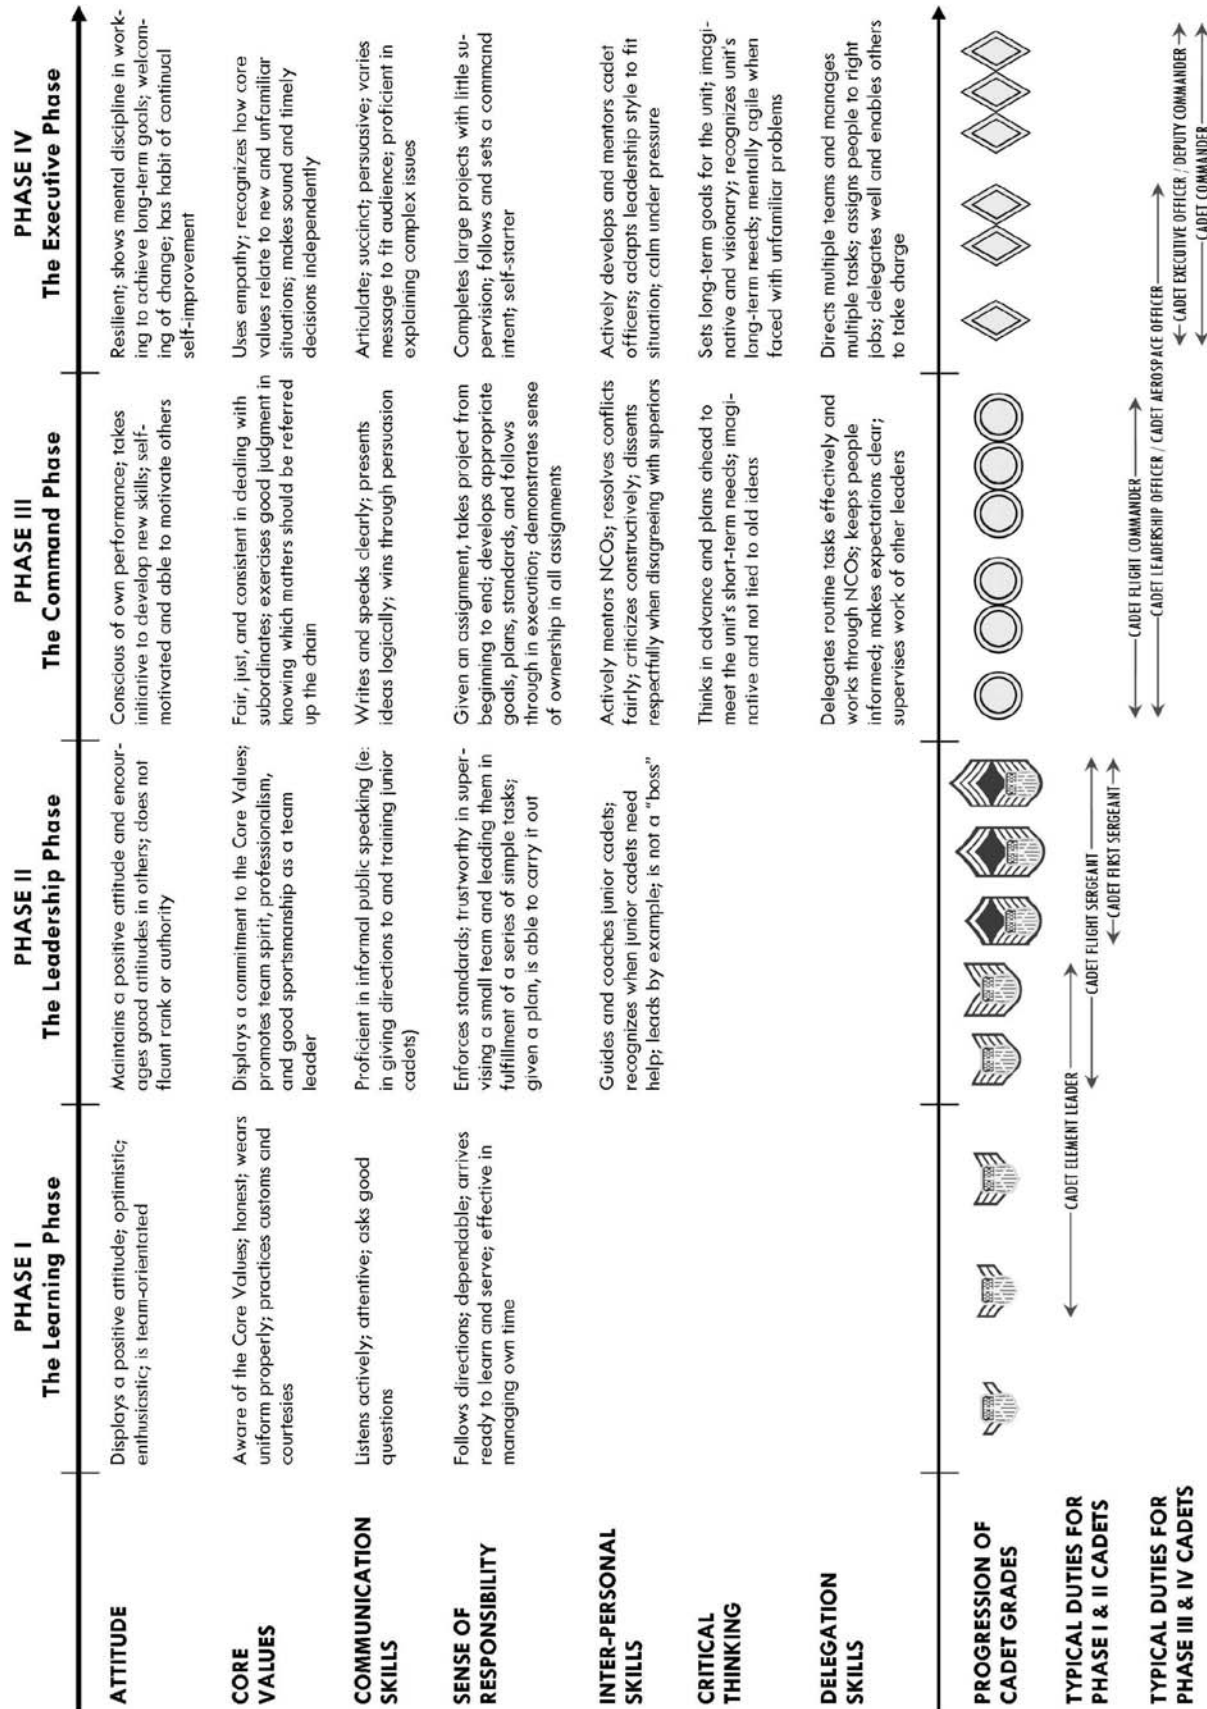 PHASE I
The Learning Phase
PHASE II
The Leadership Phase
PHASE III
The Command Phase
PHASE IV
The Executive Phase
ATTITUDE
Displays a positive attitude; optimistic;
enthusiastic; is team-orientated
Maintains a positive attitude and encour-
ages good attitudes in others; does not
flaunt rank or authority
Conscious of own performance; takes
initiative to develop new skills; self-
motivated and able to motivate others
Resilient; shows mental discipline in work-
ing to achieve long-term goals; welcom-
ing of change; has habit of continual
self-improvement
CORE
VALUES
Aware of the Core Values; honest; wears
uniform properly; practices customs and
courtesies
Displays a commitment to the Core Values;
promotes team spirit, professionalism,
and good sportsmanship as a team
leader
Fair, just, and consistent in dealing with
subordinates; exercises good judgment in
knowing which matters should be referred
up the chain
Uses empathy; recognizes how core
values relate to new and unfamiliar
situations; makes sound and timely
decisions independently
COMMUNICATION
SKILLS
Listens actively; attentive; asks good
questions
Proficient in informal public speaking (ie:
in giving directions to and training junior
cadets)
Writes and speaks clearly; presents
ideas logically; wins through persuasion
Articulate; succinct; persuasive; varies
message to fit audience; proficient in
explaining complex issues
SENSE OF
RESPONSIBILITY
Follows directions; dependable; arrives
ready to learn and serve; effective in
managing own time
Enforces standards; trustworthy in super-
vising a small team and leading them in
fulfillment of a series of simple tasks;
given a plan, is able to carry it out
Given an assignment, takes project from
beginning to end; develops appropriate
goals, plans, standards, and follows
through in execution; demonstrates sense
of ownership in all assignments
Completes large projects with little su-
pervision; follows and sets a command
intent; self-starter
INTER-PERSONAL
SKILLS
Guides and coaches junior cadets;
recognizes when junior cadets need
help; leads by example; is not a "boss"
Actively mentors NCOs; resolves conflicts
fairly; criticizes constructively; dissents
respectfully when disagreeing with superiors
Actively develops and mentors cadet
officers; adapts leadership style to fit
situation; calm under pressure
CRITICAL
THINKING
Thinks in advance and plans ahead to
meet the unit's short-term needs; imagi-
native and not tied to old ideas
Sets long-term goals for the unit; imagi-
native and visionary; recognizes unit's
long-term needs; mentally agile when
faced with unfamiliar problems
DELEGATION
SKILLS
Delegates routine tasks effectively and
works through NCOs; keeps people
informed; makes expectations clear;
supervises work of other leaders
Directs multiple teams and manages
multiple tasks; assigns people to right
jobs; delegates well and enables others
to take charge
PROGRESSION OF
CADET GRADES
TYPICAL DUTIES FOR
PHASE I & II CADETS
CADET ELEMENT LEADER
CADET FLIGHT SERGEANT
CADET FIRST SERGEANT
TYPICAL DUTIES FOR
PHASE III & IV CADETS
CADET FLIGHT COMMANDER
CADET LEADERSHIP OFFICER / CADET AEROSPACE OFFICER
CADET EXECUTIVE OFFICER / DEPUTY COMMANDER
CADET COMMANDER